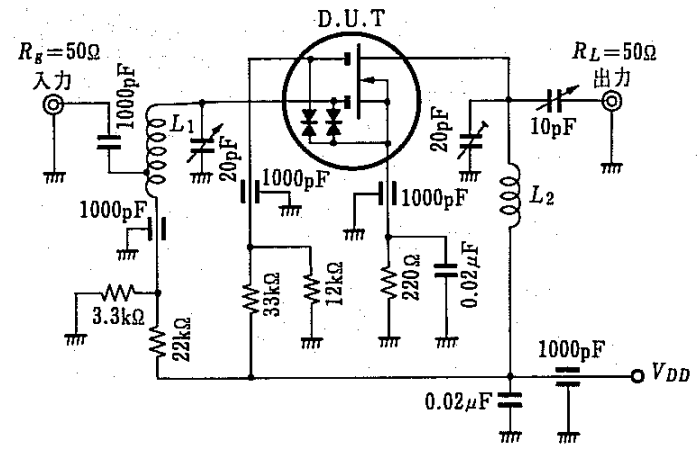 D.U.T
Rg=50Ω
入力
1000pF
L1
20pF
1000pF
1000pF
3.3kΩ
22kΩ
33kΩ
12kΩ
1000pF
220Ω
0.02μF
20pF
10pF
RL=50Ω
出力
L2
1000pF
0.02μF
VDD